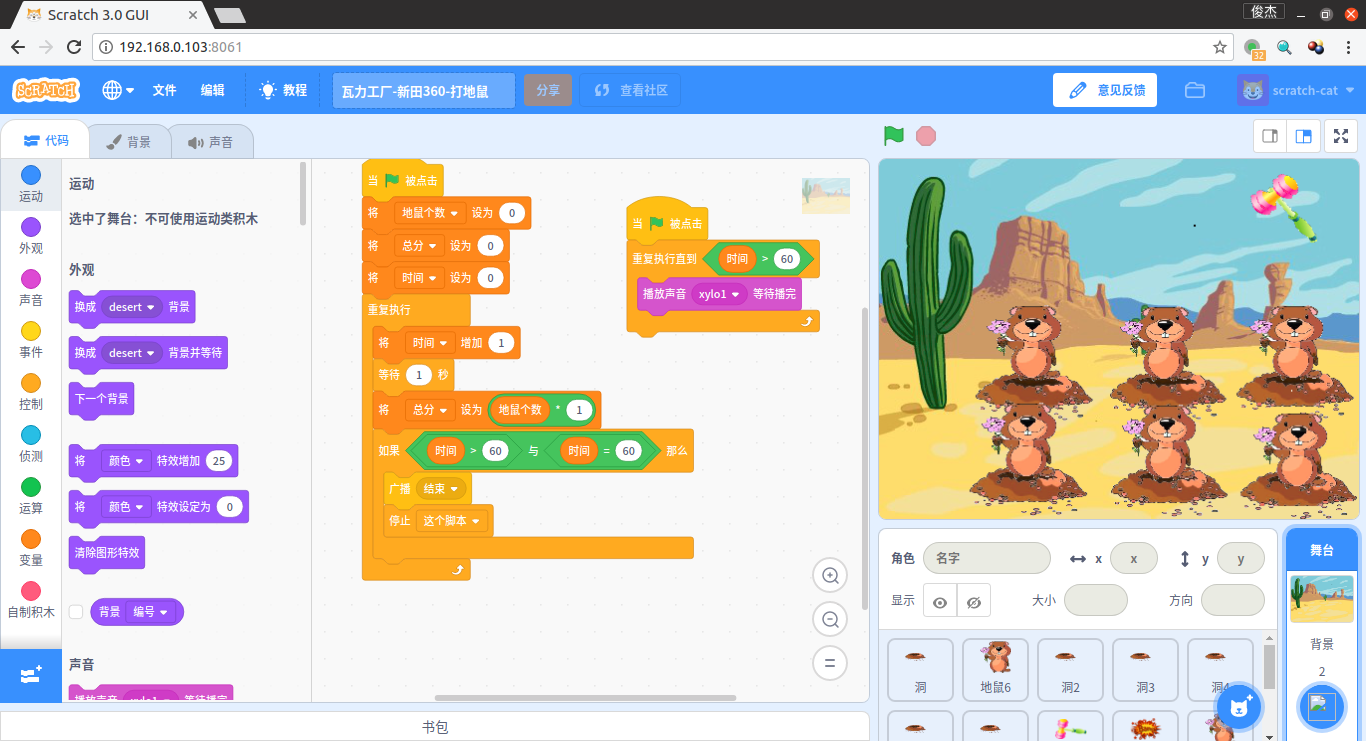 Scratch 3.0 GUI
俊杰
192.168.0.103:8061
32
SCRATCH
文件
编辑
教程
瓦力工厂-新田360-打地鼠
分享
查看社区
意见反馈
scratch-cat
代码
背景
声音
运动
外观
声音
事件
控制
侦测
运算
变量
自制积木
运动
选中了舞台：不可使用运动类积木
外观
换成 desert 背景
换成 desert 背景并等待
下一个背景
将 颜色 特效增加 25
将 颜色 特效设定为 0
清除图形特效
背景 编号
声音
播放声音 xylo1 等待播完
当 被点击
将 地鼠个数 设为 0
将 总分 设为 0
将 时间 设为 0
重复执行
将 时间 增加 1
等待 1 秒
将 总分 设为 地鼠个数 * 1
如果 时间 > 60 与 时间 = 60 那么
广播 结束
停止 这个脚本
当 被点击
重复执行直到 时间 > 60
播放声音 xylo1 等待播完
=
书包
角色 名字 x x y y
显示 大小 方向
洞
地鼠6
洞2
洞3
洞4
舞台
背景
2